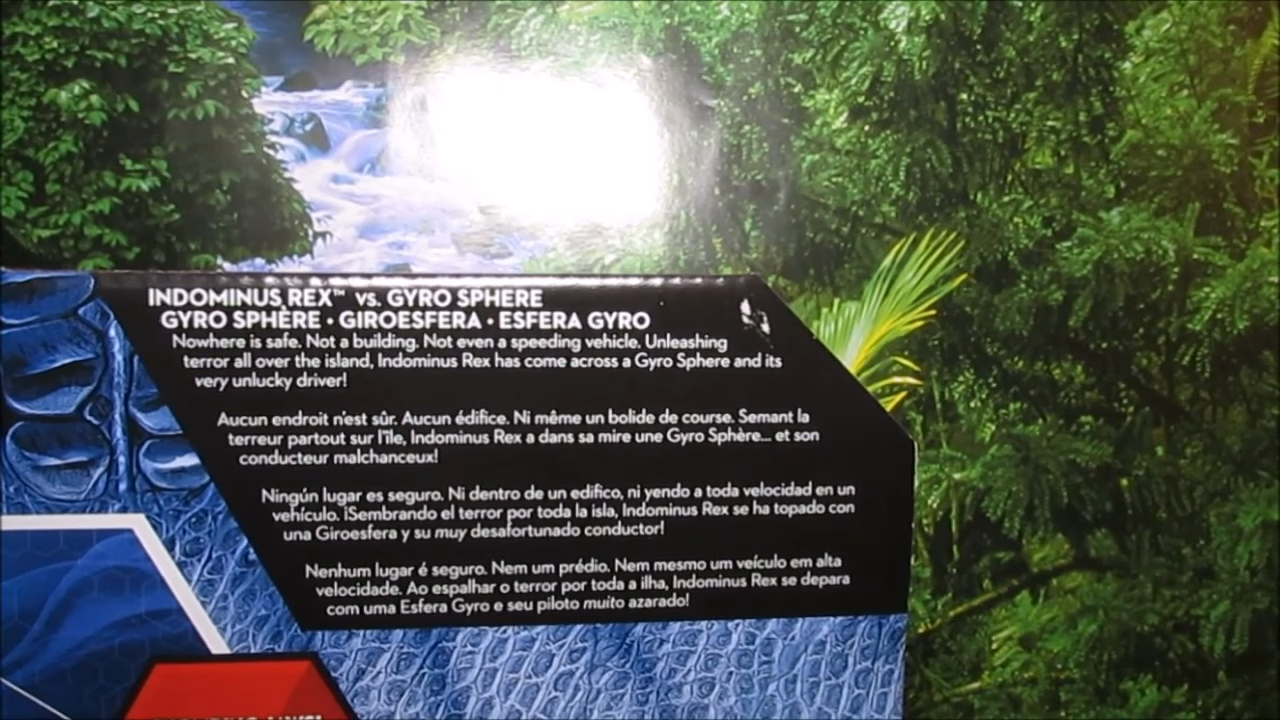 INDOMINUS REX™ vs. GYRO SPHERE
GYRO SPHÈRE • GIROESFERA • ESFERA GYRO
Nowhere is safe. Not a building. Not even a speeding vehicle. Unleashing
terror all over the island, Indominus Rex has come across a Gyro Sphere and its
very unlucky driver!
Aucun endroit n'est sûr. Aucun édifice. Ni même un bolide de course. Semant la
terreur partout sur l'île, Indominus Rex a dans sa mire une Gyro Sphère... et son
conducteur malchanceux!
Ningún lugar es seguro. Ni dentro de un edifico, ni yendo a toda velocidad en un
vehículo. ¡Sembrando el terror por toda la isla, Indominus Rex se ha topado con
una Giroesfera y su muy desafortunado conductor!
Nenhum lugar é seguro. Nem um prédio. Nem mesmo um veículo em alta
velocidade. Ao espalhar o terror por toda a ilha, Indominus Rex se depara
com uma Esfera Gyro e seu piloto muito azarado!